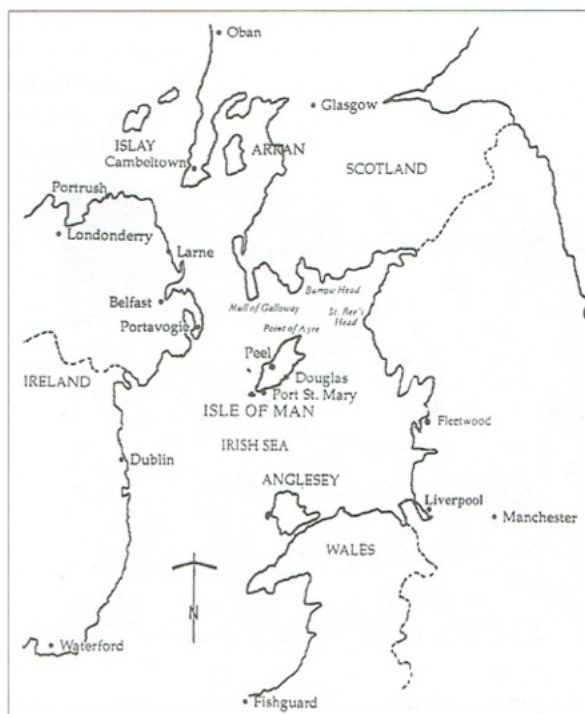 Oban
Glasgow
ISLAY
Cambeltown
ARRAN
SCOTLAND
Portrush
Londonderry
Larne
Belfast
Mull of Galloway
Burrow Head
St. Bee's
Head
Portavogie
Point of Ayre
Peel
IRELAND
Douglas
Port St. Mary
ISLE OF MAN
Fleetwood
IRISH SEA
Dublin
ANGLESEY
Liverpool
Manchester
WALES
N
Waterford
Fishguard